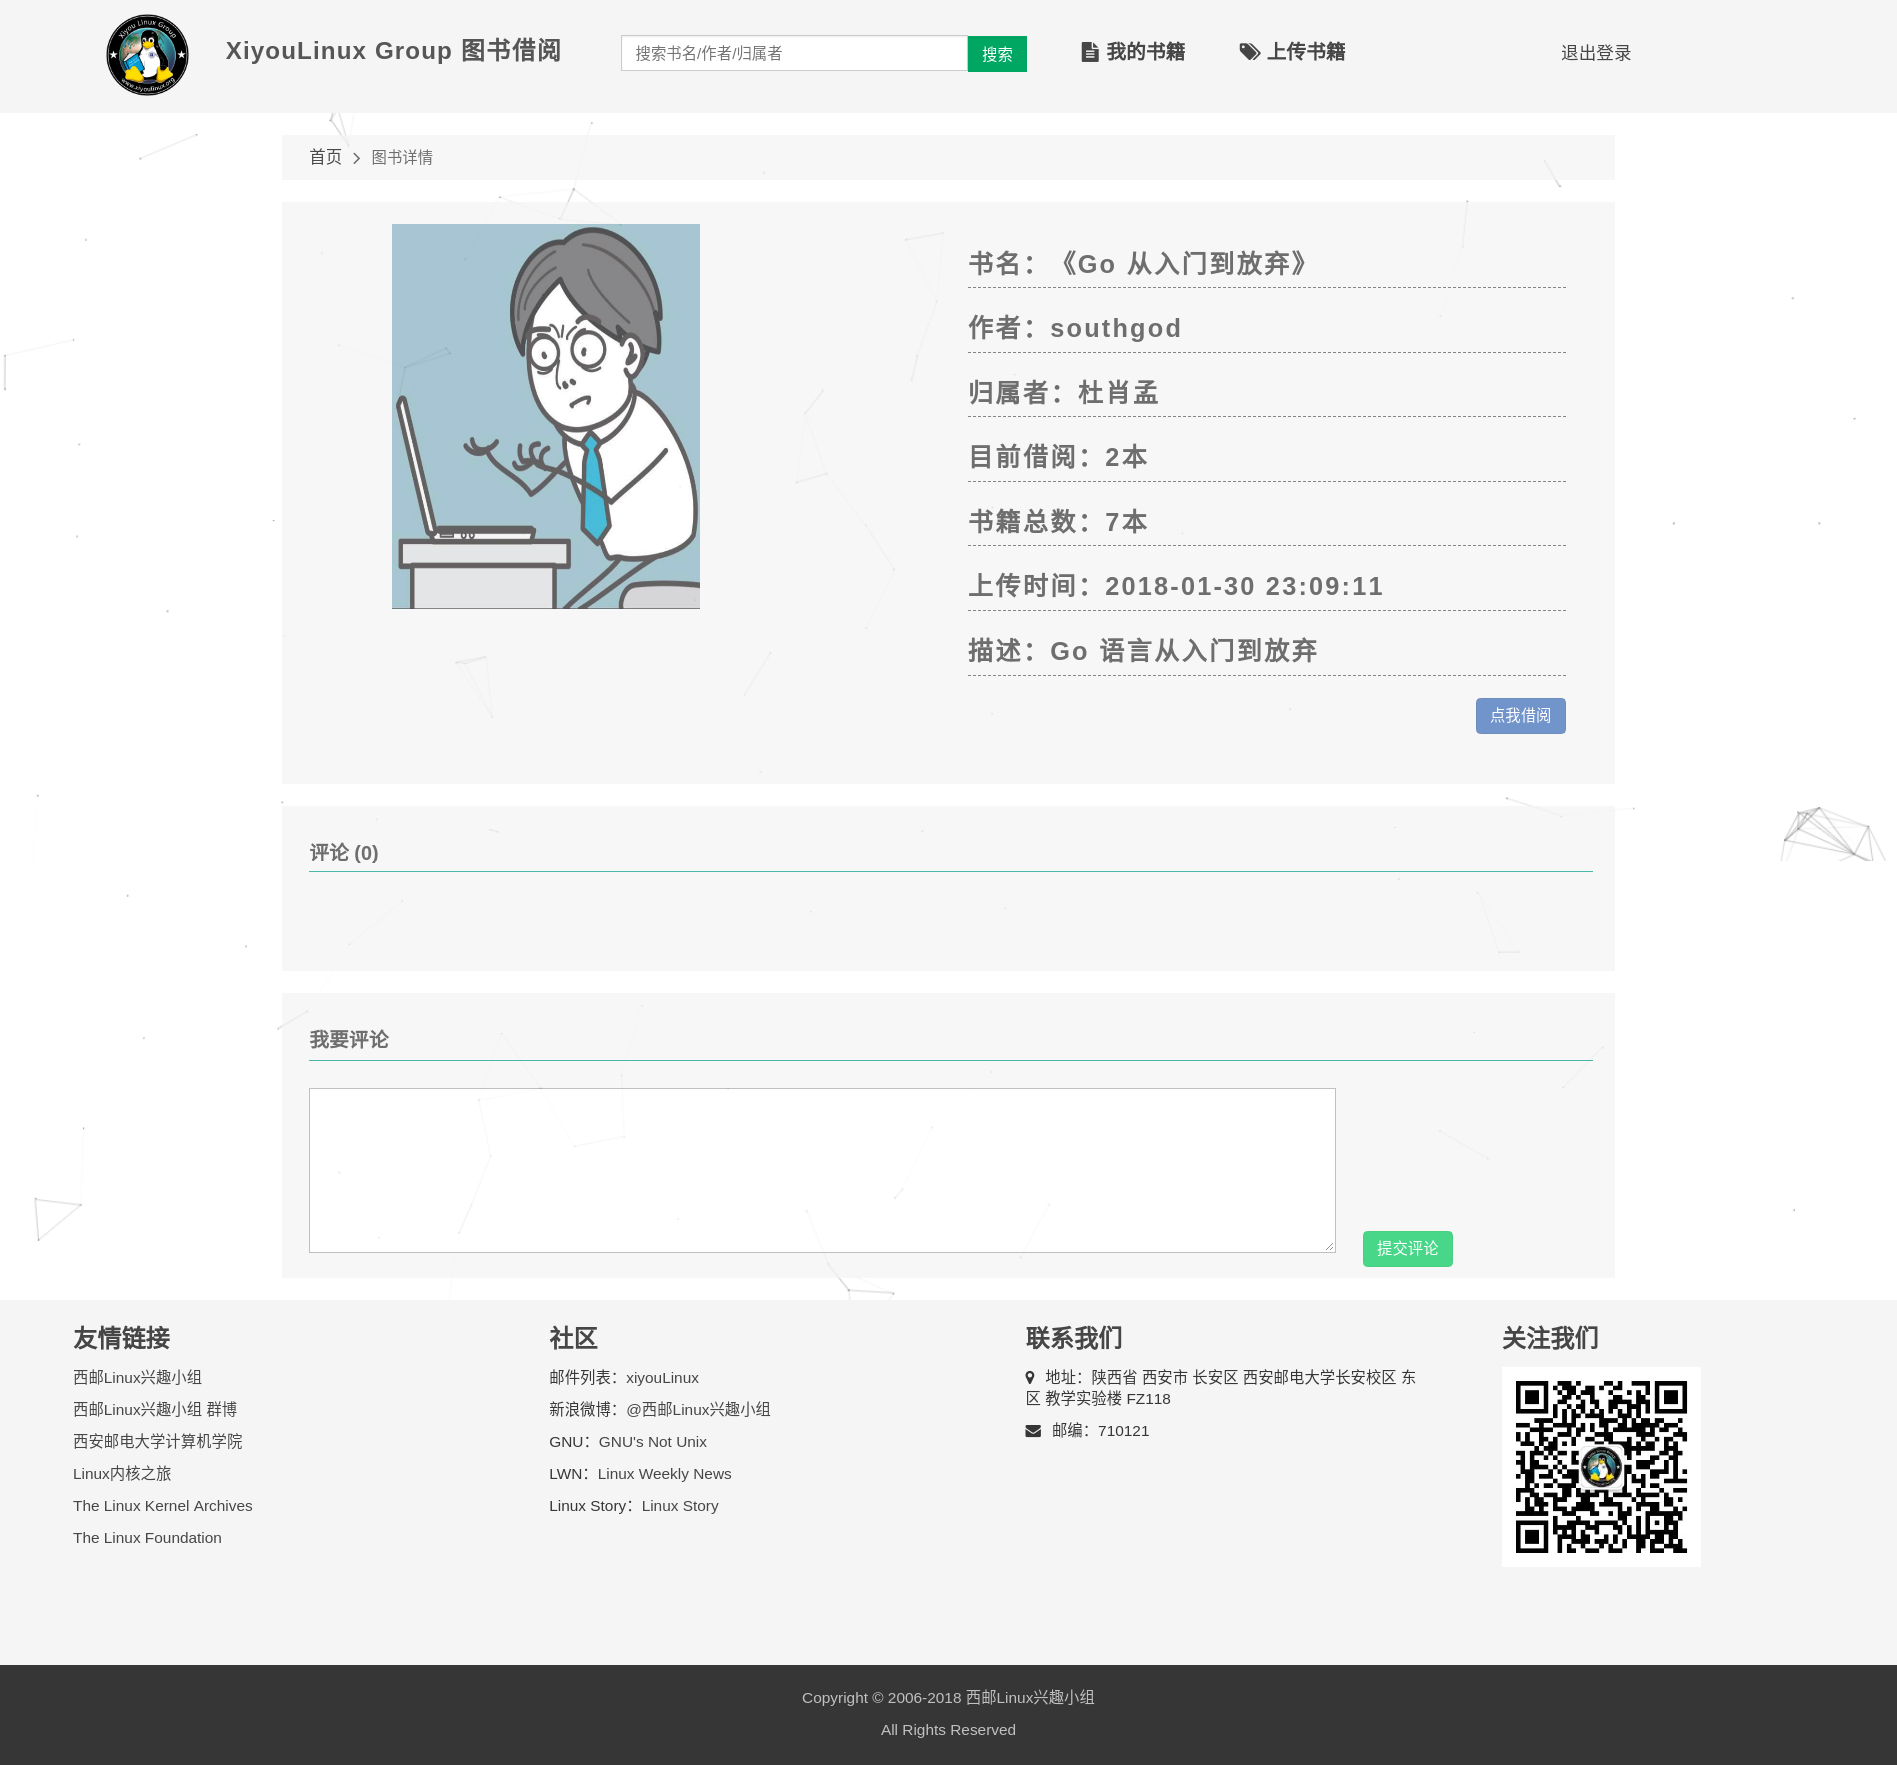 Xiyou Linux Group
www.xiyoulinux.org
XiyouLinux Group 图书借阅
搜索书名/作者/归属者
搜索
我的书籍
上传书籍
退出登录
首页
图书详情
书名：《Go 从入门到放弃》
作者：southgod
归属者：杜肖孟
目前借阅：2本
书籍总数：7本
上传时间：2018-01-30 23:09:11
描述：Go 语言从入门到放弃
点我借阅
评论 (0)
我要评论
提交评论
友情链接
西邮Linux兴趣小组
西邮Linux兴趣小组 群博
西安邮电大学计算机学院
Linux内核之旅
The Linux Kernel Archives
The Linux Foundation
社区
邮件列表：xiyouLinux
新浪微博：@西邮Linux兴趣小组
GNU：GNU's Not Unix
LWN：Linux Weekly News
Linux Story：Linux Story
联系我们
地址：陕西省 西安市 长安区 西安邮电大学长安校区 东
区 教学实验楼 FZ118
邮编：710121
关注我们
Copyright © 2006-2018 西邮Linux兴趣小组
All Rights Reserved